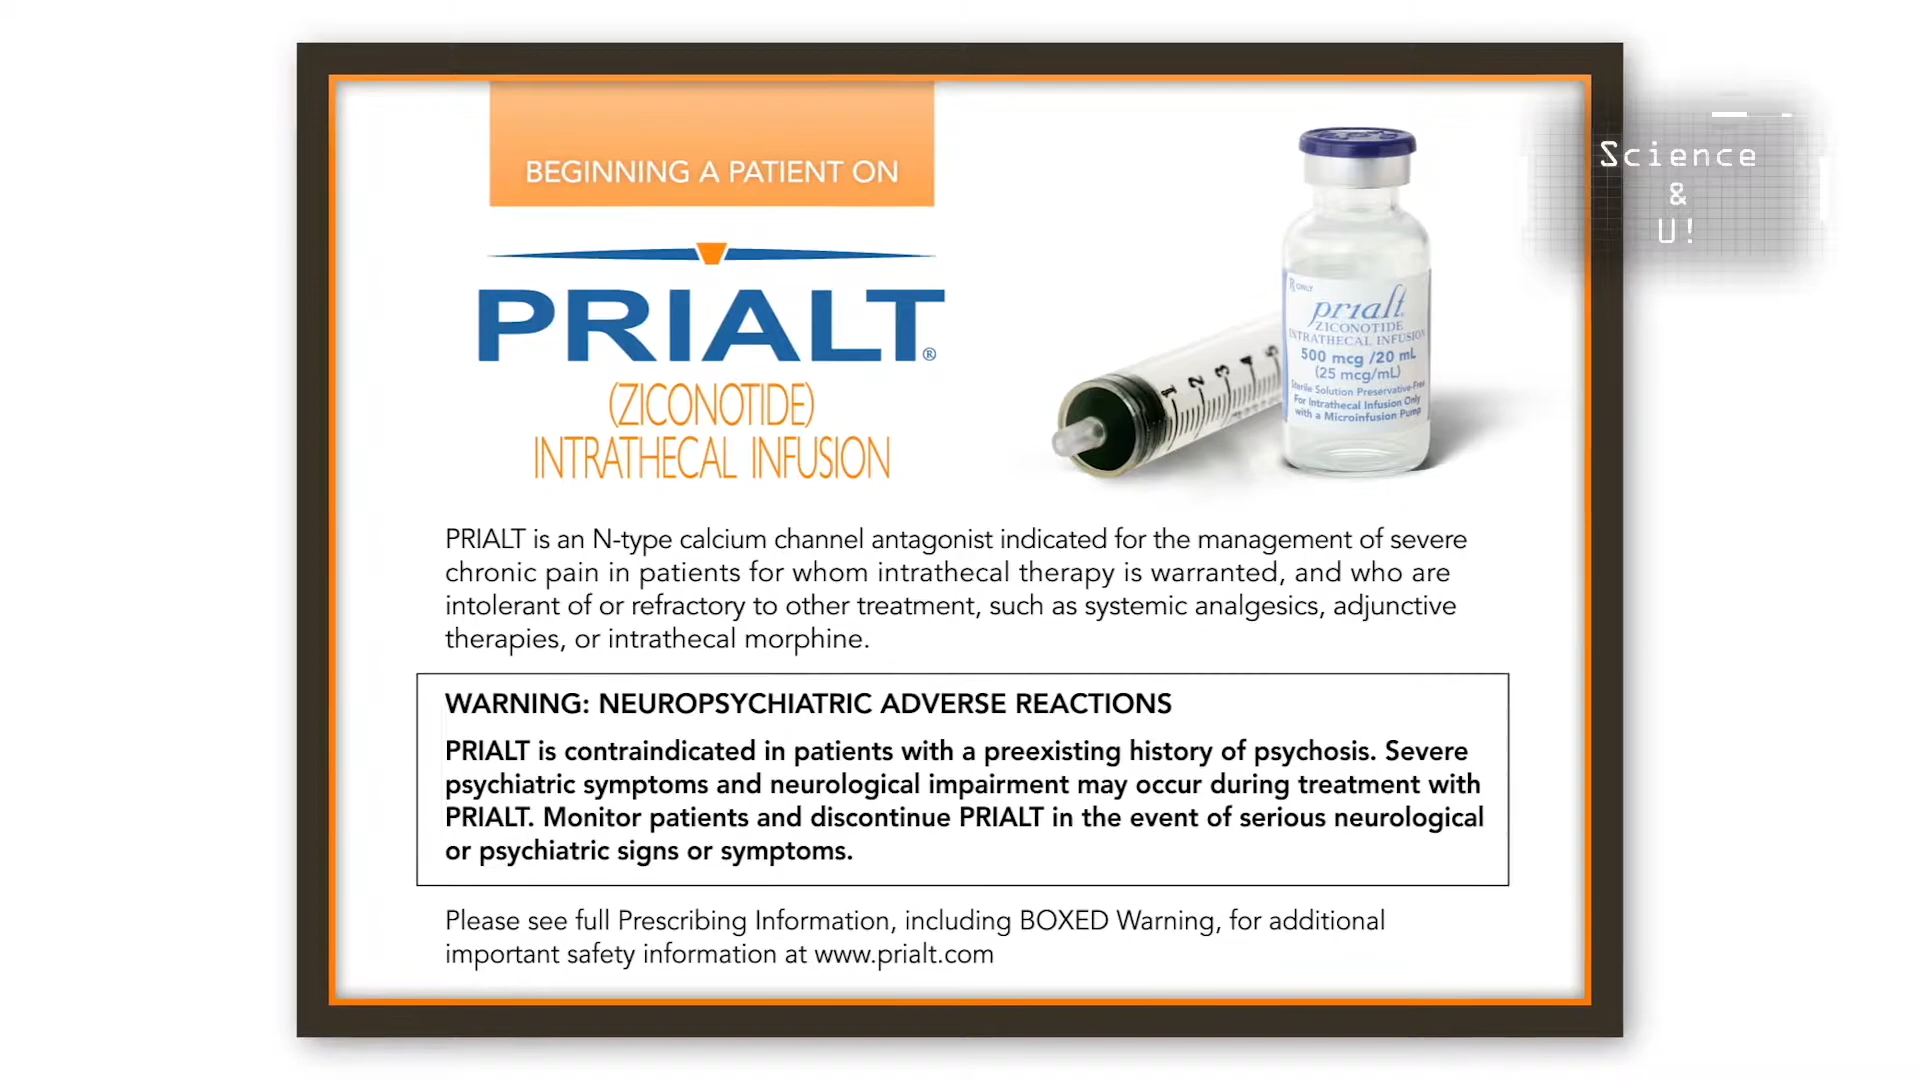 BEGINNING A PATIENT ON
PRIALT®
(ZICONOTIDE)
INTRATHECAL INFUSION
Science
&
U!
Rx ONLY
prialt®
ZICONOTIDE
INTRATHECAL INFUSION
500 mcg /20 mL
(25 mcg/mL)
Sterile Solution Preservative-Free
For Intrathecal Infusion Only
with a Microinfusion Pump
1 2 3 4 5
PRIALT is an N-type calcium channel antagonist indicated for the management of severe
chronic pain in patients for whom intrathecal therapy is warranted, and who are
intolerant of or refractory to other treatment, such as systemic analgesics, adjunctive
therapies, or intrathecal morphine.
WARNING: NEUROPSYCHIATRIC ADVERSE REACTIONS
PRIALT is contraindicated in patients with a preexisting history of psychosis. Severe
psychiatric symptoms and neurological impairment may occur during treatment with
PRIALT. Monitor patients and discontinue PRIALT in the event of serious neurological
or psychiatric signs or symptoms.
Please see full Prescribing Information, including BOXED Warning, for additional
important safety information at www.prialt.com